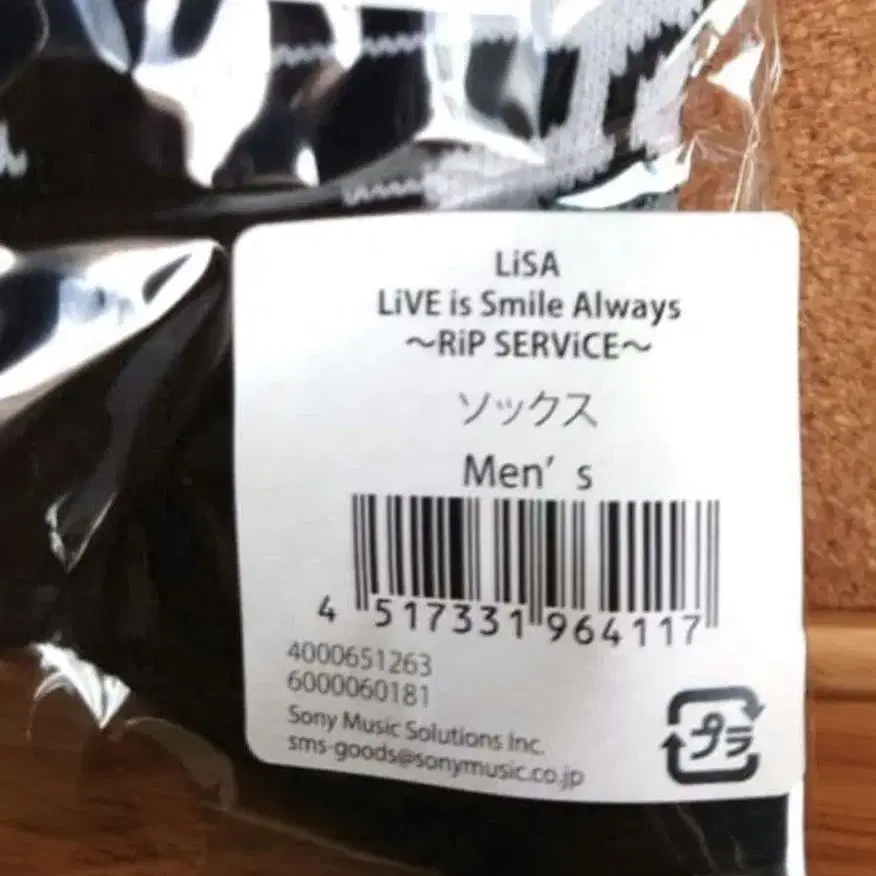 LiSA
LiVE is Smile Always
～RiP SERViCE～
ソックス
Men's
4 517331 964117
4000651263
6000060181
Sony Music Solutions Inc.
sms-goods@sonymusic.co.jp
プラ